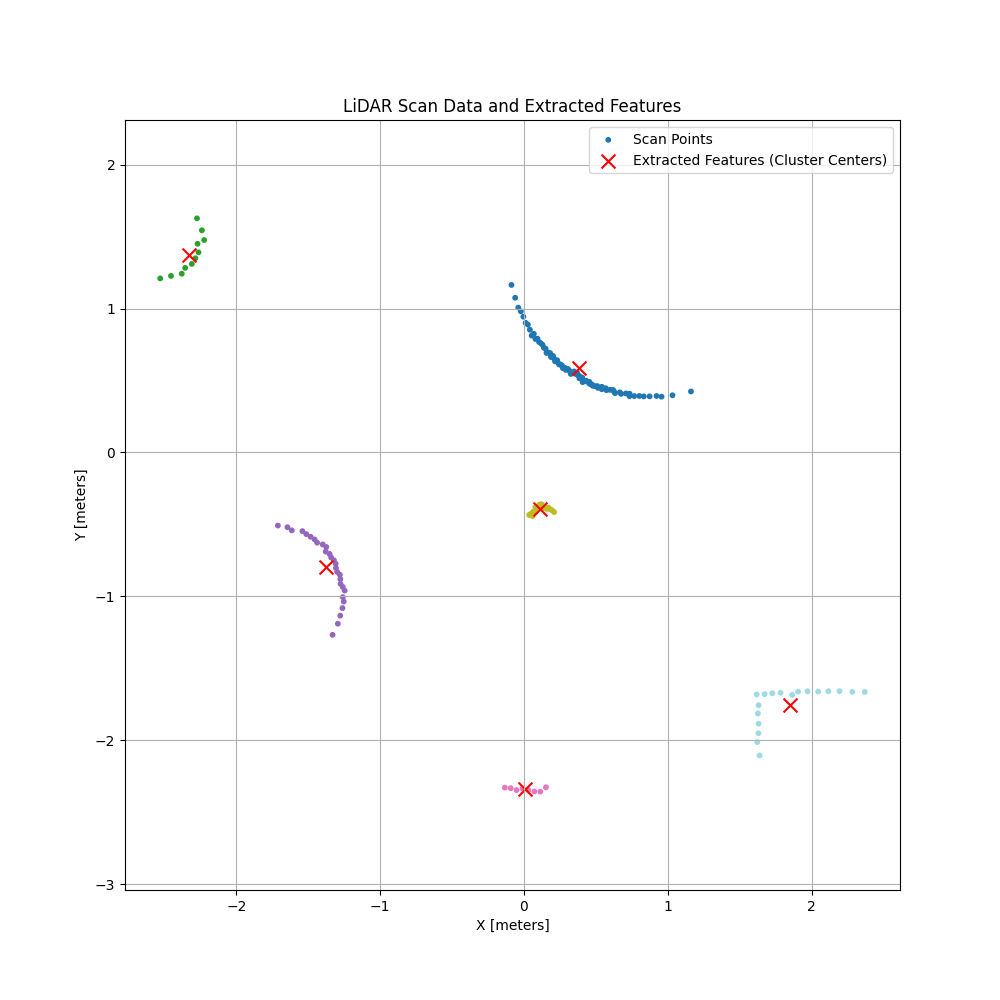 LiDAR Scan Data and Extracted Features
Scan Points
Extracted Features (Cluster Centers)
2
1
0
−1
−2
−3
Y [meters]
−2
−1
0
1
2
X [meters]